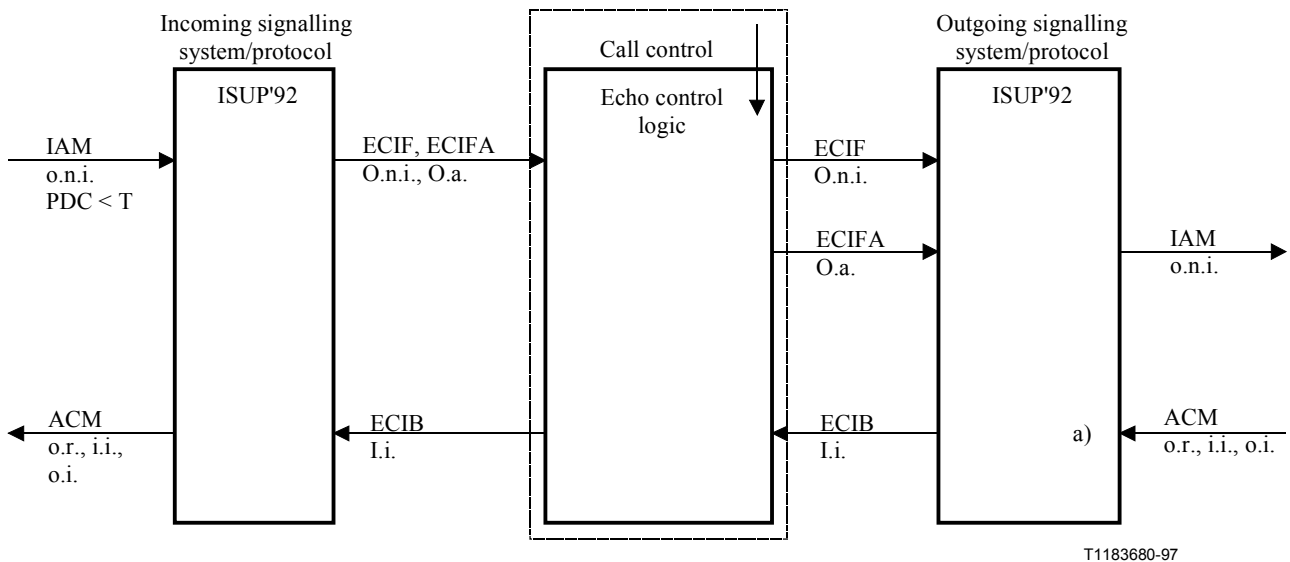 Incoming signalling
system/protocol
Call control
Outgoing signalling
system/protocol
ISUP'92
Echo control
logic
ISUP'92
IAM
o.n.i.
PDC < T
ECIF, ECIFA
O.n.i., O.a.
ECIF
O.n.i.
ECIFA
O.a.
IAM
o.n.i.
ACM
o.r., i.i.,
o.i.
ECIB
I.i.
ECIB
I.i.
a)
ACM
o.r., i.i., o.i.
T1183680-97